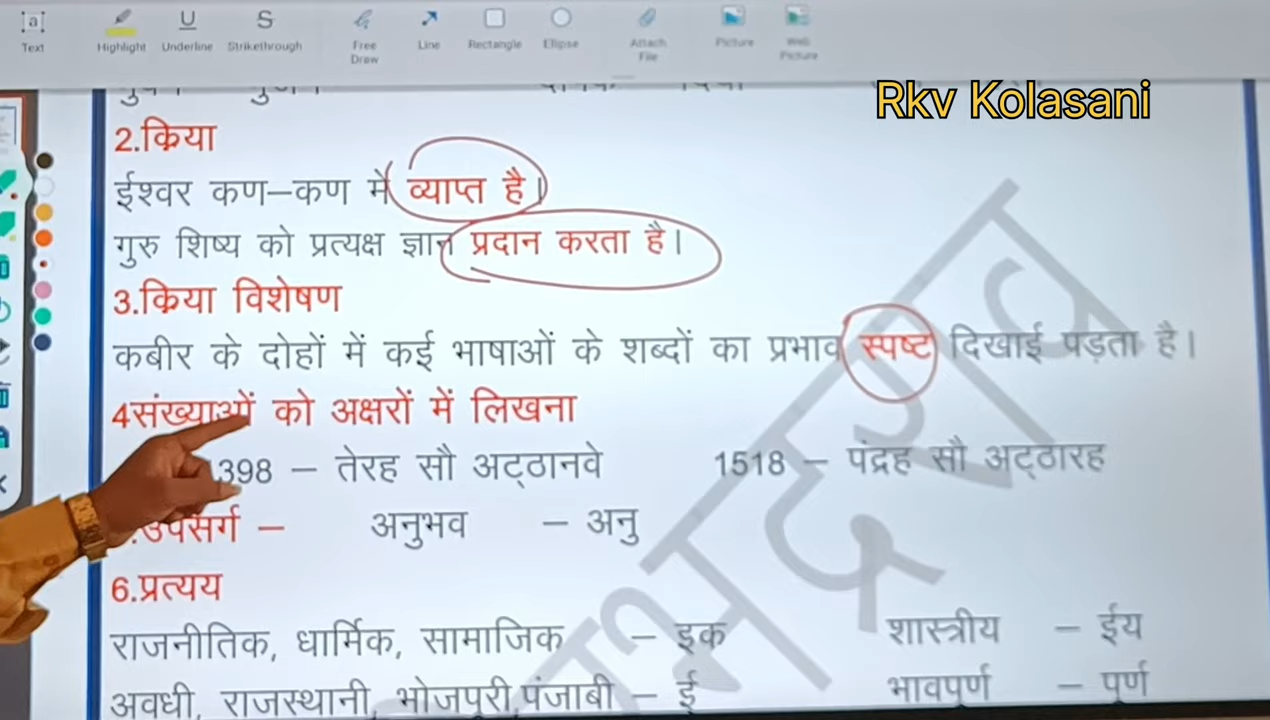 Text
Highlight Underline Strikethrough Free Draw Line Rectangle Ellipse Attach File Picture Web Picture
Rkv Kolasani
2.क्रिया
ईश्वर कण–कण में व्याप्त है।
गुरु शिष्य को प्रत्यक्ष ज्ञान प्रदान करता है।
3.क्रिया विशेषण
कबीर के दोहों में कई भाषाओं के शब्दों का प्रभाव स्पष्ट दिखाई पड़ता है।
4संख्याओं को अक्षरों में लिखना
398 – तेरह सौ अट्ठानवे 1518 – पंद्रह सौ अट्ठारह
.उपसर्ग – अनुभव – अनु
6.प्रत्यय
राजनीतिक, धार्मिक, सामाजिक – इक शास्त्रीय – ईय
अवधी, राजस्थानी, भोजपुरी,पंजाबी – ई भावपूर्ण – पूर्ण